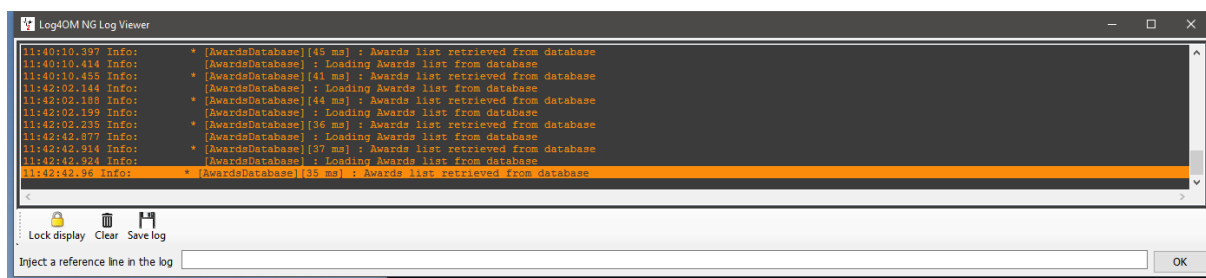 Log4OM NG Log Viewer
11:40:10.397 Info: * [AwardsDatabase][45 ms] : Awards list retrieved from database
11:40:10.414 Info: [AwardsDatabase] : Loading Awards list from database
11:40:10.455 Info: * [AwardsDatabase][41 ms] : Awards list retrieved from database
11:42:02.144 Info: [AwardsDatabase] : Loading Awards list from database
11:42:02.188 Info: * [AwardsDatabase][44 ms] : Awards list retrieved from database
11:42:02.199 Info: [AwardsDatabase] : Loading Awards list from database
11:42:02.235 Info: * [AwardsDatabase][36 ms] : Awards list retrieved from database
11:42:42.877 Info: [AwardsDatabase] : Loading Awards list from database
11:42:42.914 Info: * [AwardsDatabase][37 ms] : Awards list retrieved from database
11:42:42.924 Info: [AwardsDatabase] : Loading Awards list from database
11:42:42.96 Info: * [AwardsDatabase][35 ms] : Awards list retrieved from database
Lock display Clear Save log
Inject a reference line in the log OK